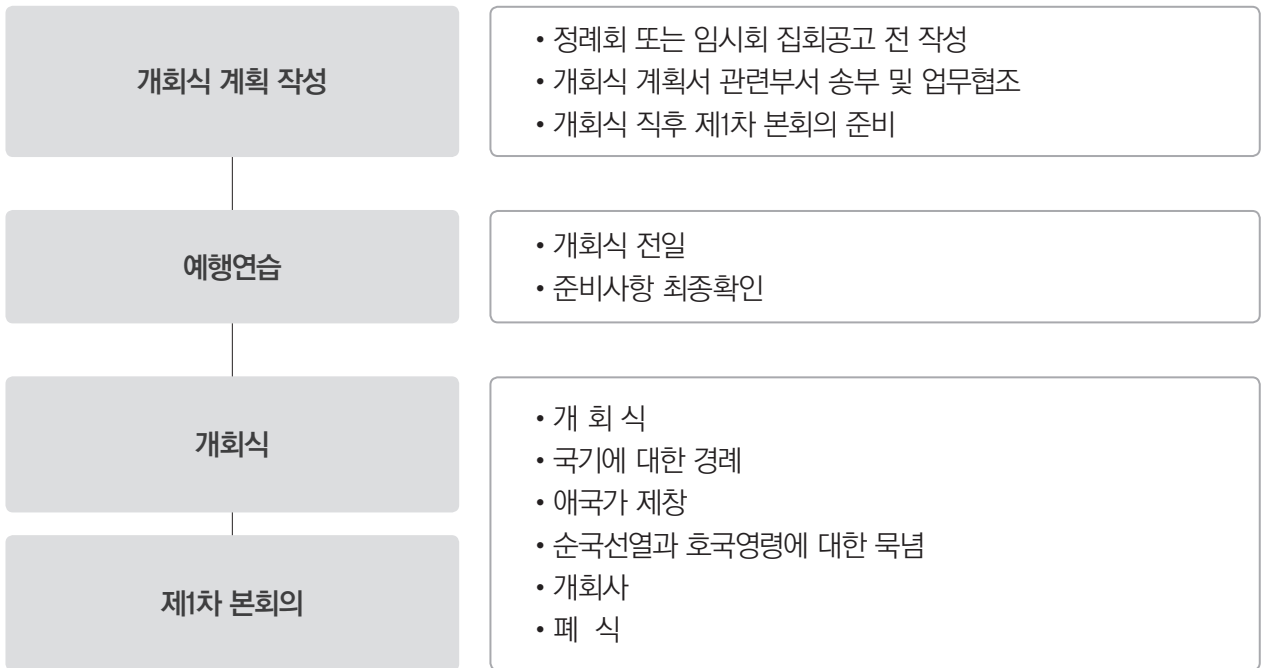 개회식 계획 작성
• 정례회 또는 임시회 집회공고 전 작성
• 개회식 계획서 관련부서 송부 및 업무협조
• 개회식 직후 제1차 본회의 준비
예행연습
• 개회식 전일
• 준비사항 최종확인
개회식
• 개 회 식
• 국기에 대한 경례
• 애국가 제창
• 순국선열과 호국영령에 대한 묵념
• 개회사
• 폐 식
제1차 본회의